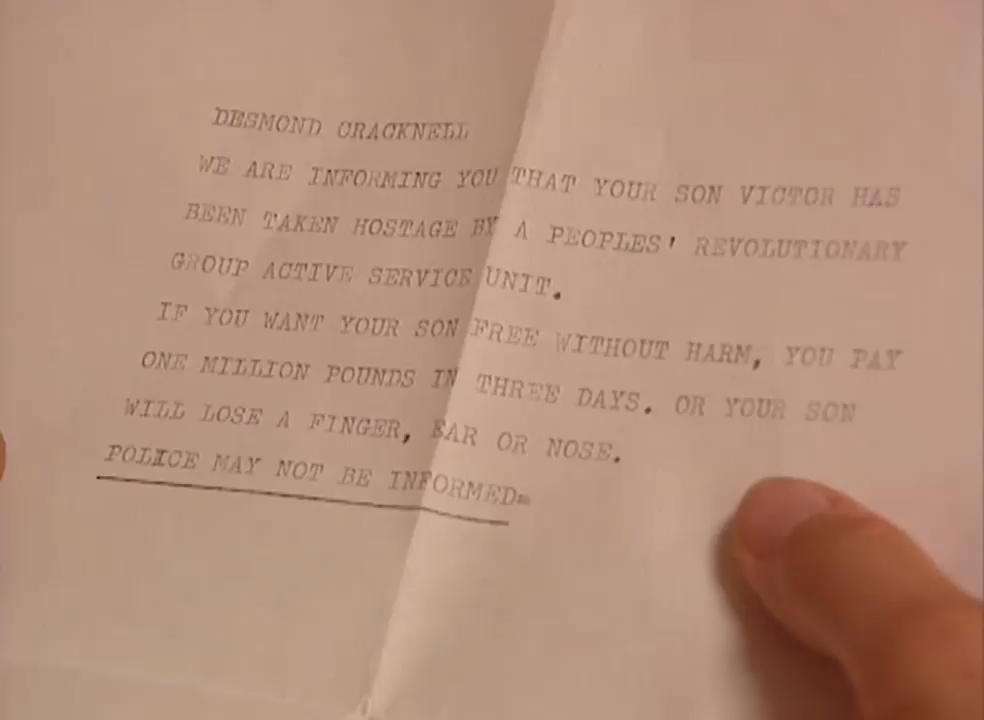 DESMOND CRACKNELL
WE ARE INFORMING YOU THAT YOUR SON VICTOR HAS
BEEN TAKEN HOSTAGE BY A PEOPLES' REVOLUTIONARY
GROUP ACTIVE SERVICE UNIT.
IF YOU WANT YOUR SON FREE WITHOUT HARM, YOU PAY
ONE MILLION POUNDS IN THREE DAYS. OR YOUR SON
WILL LOSE A FINGER, EAR OR NOSE.
POLICE MAY NOT BE INFORMED=